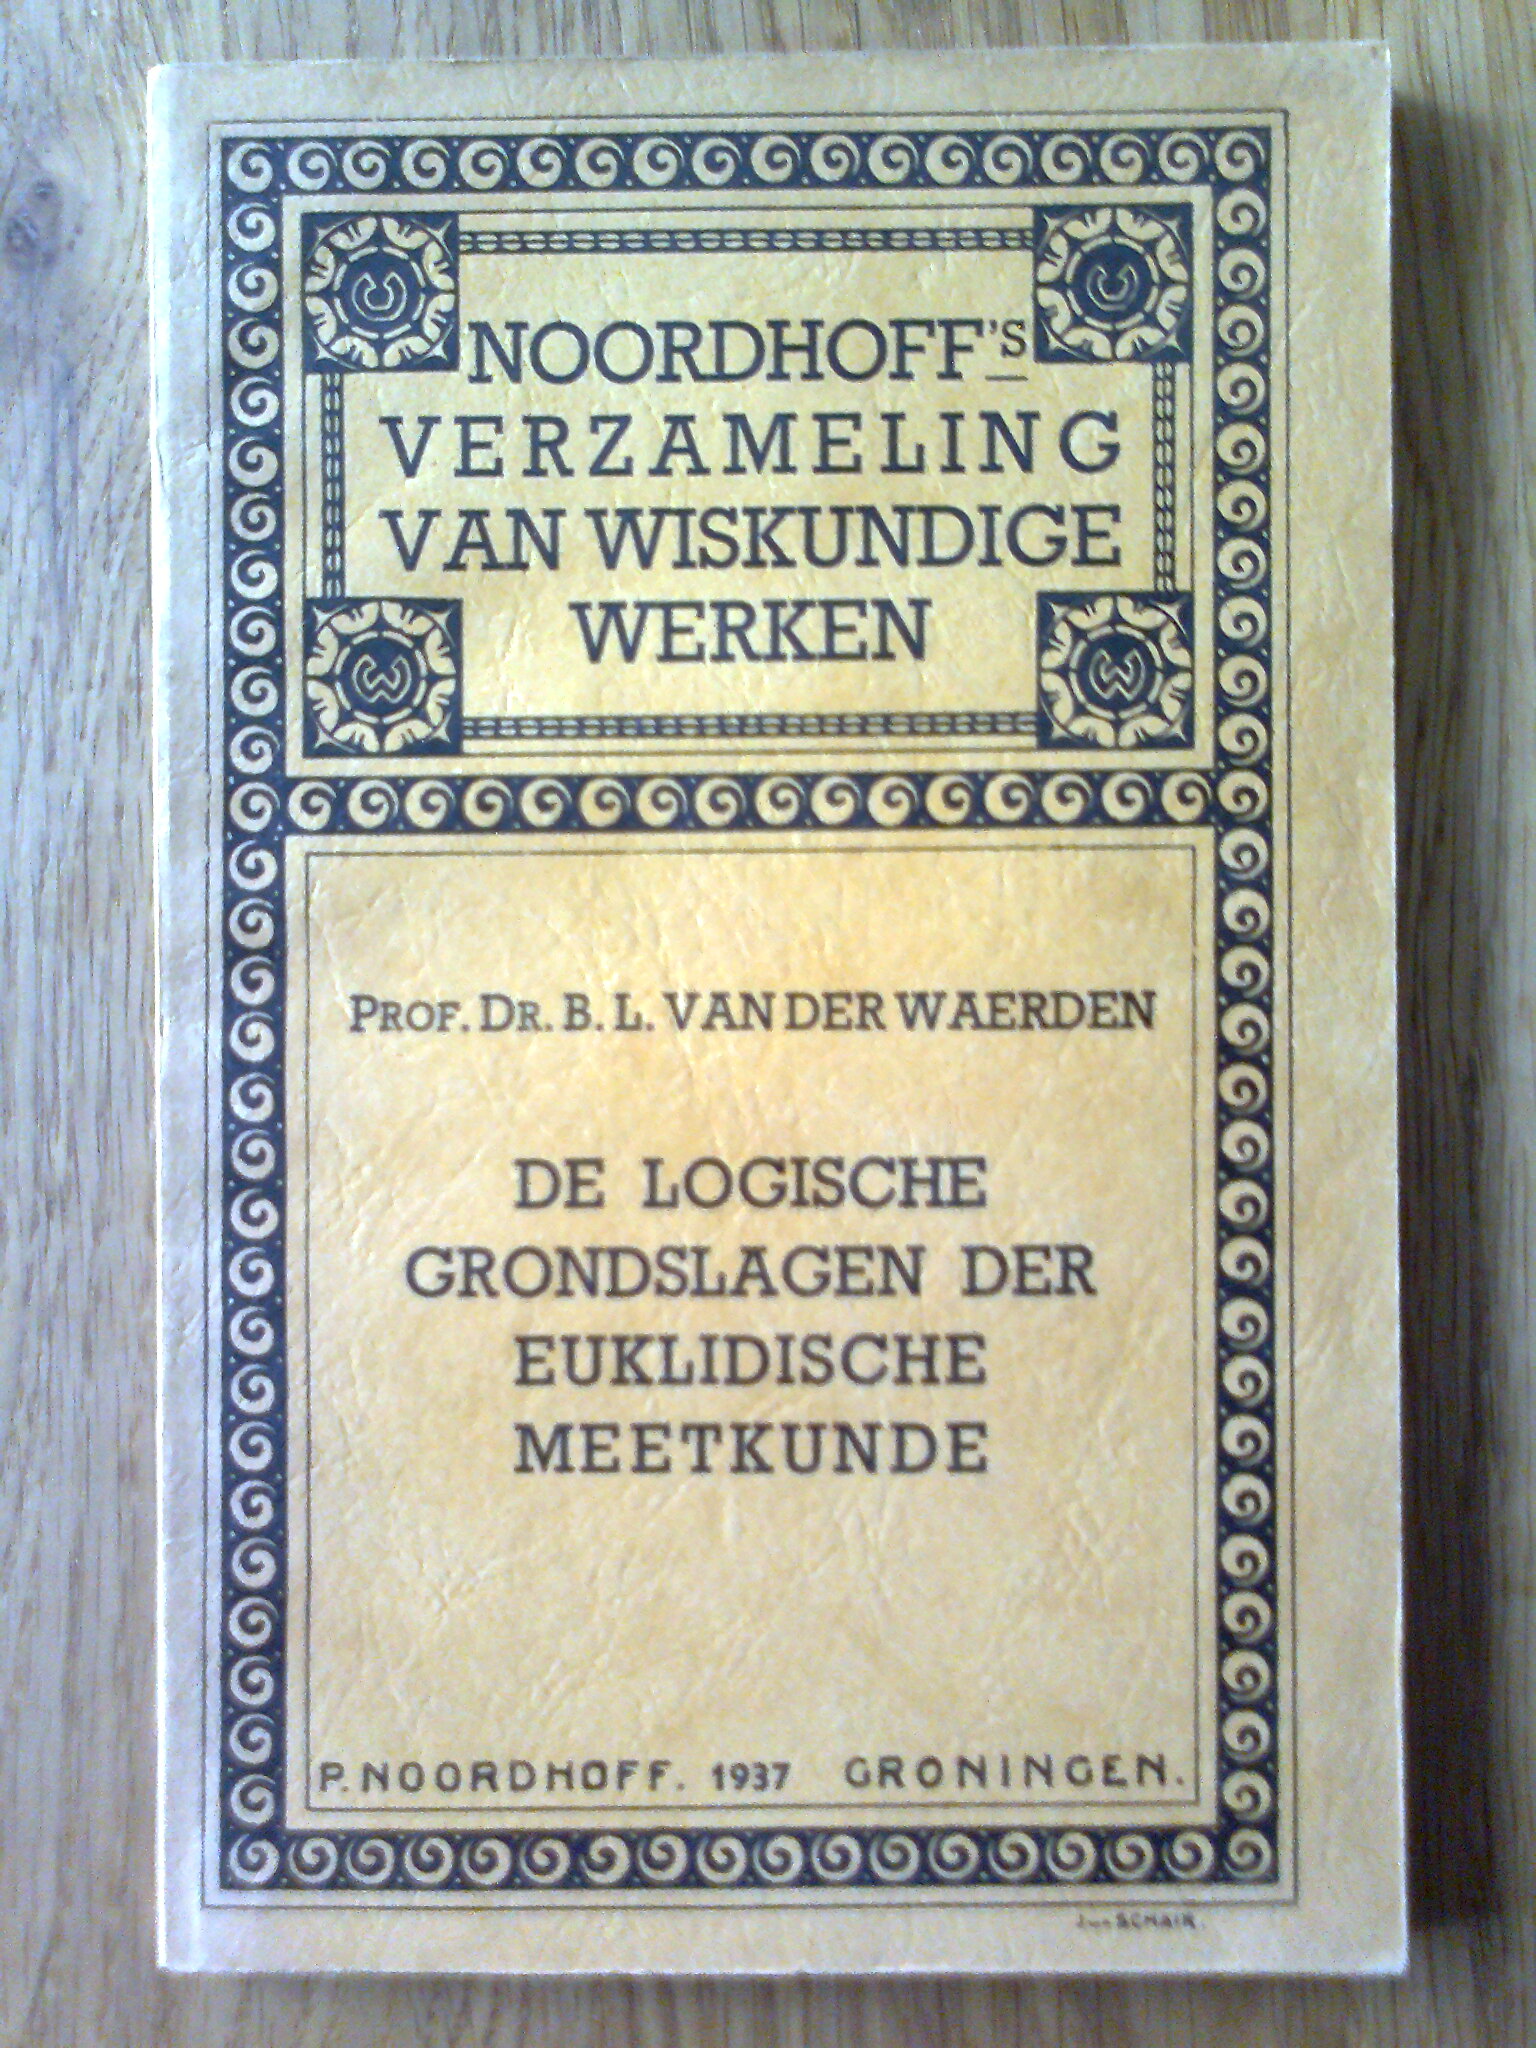 NOORDHOFF'S
VERZAMELING
VAN WISKUNDIGE
WERKEN
PROF. DR. B. L. VAN DER WAERDEN
DE LOGISCHE
GRONDSLAGEN DER
EUKLIDISCHE
MEETKUNDE
P. NOORDHOFF. 1937 GRONINGEN.